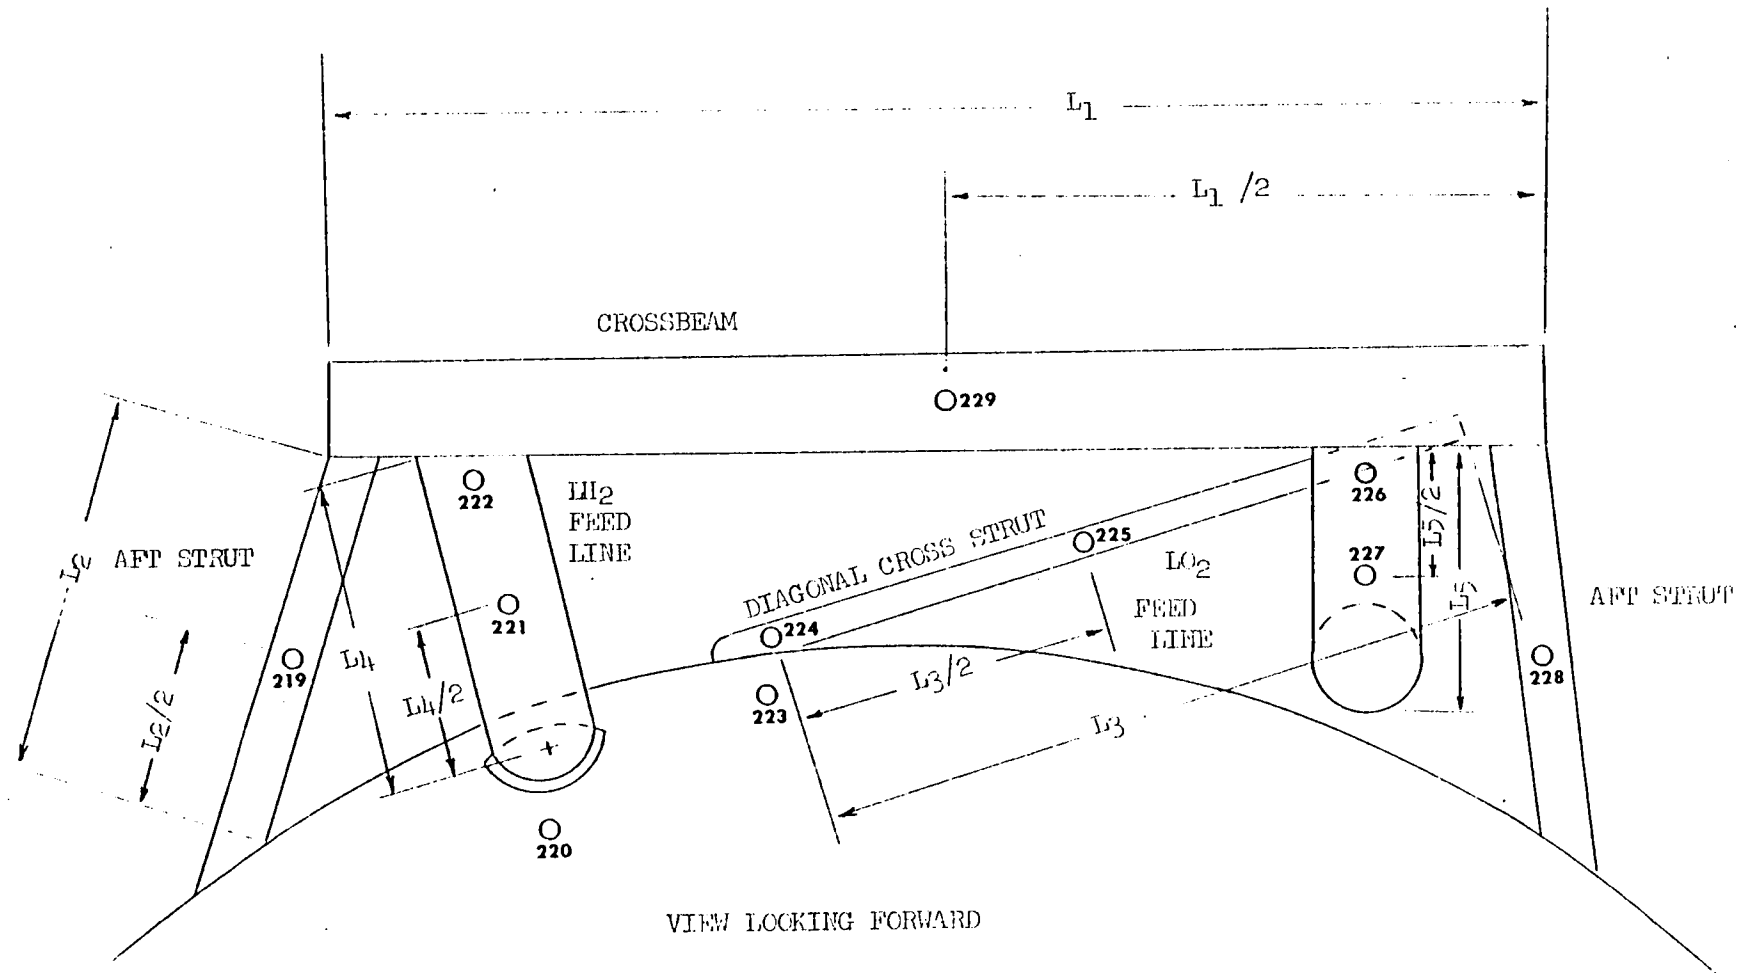 L1
L1 /2
CROSSBEAM
229
222
LH2
FEED
LINE
226
L5/2
L2
AFT STRUT
DIAGONAL CROSS STRUT
225
LO2
FEED
LINE
227
L5
AFT STRUT
221
224
219
L4
L4/2
L3/2
228
L2/2
223
L3
220
VIEW LOOKING FORWARD